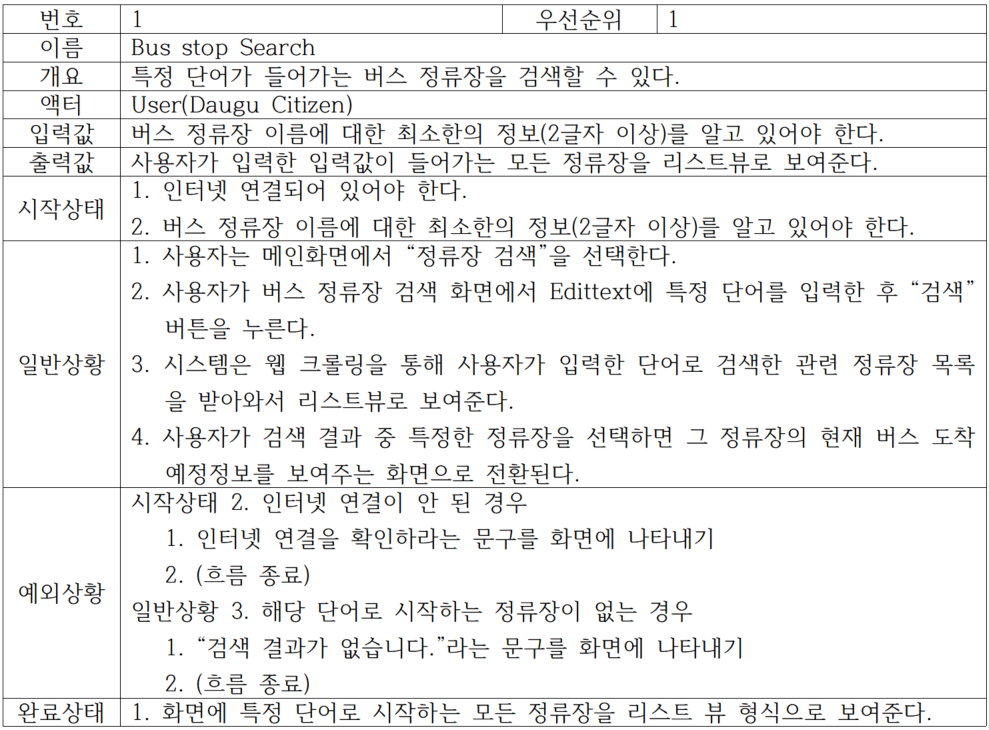 번호 1 우선순위 1
이름 Bus stop Search
개요 특정 단어가 들어가는 버스 정류장을 검색할 수 있다.
액터 User(Daugu Citizen)
입력값 버스 정류장 이름에 대한 최소한의 정보(2글자 이상)를 알고 있어야 한다.
출력값 사용자가 입력한 입력값이 들어가는 모든 정류장을 리스트뷰로 보여준다.
시작상태
1. 인터넷 연결되어 있어야 한다.
2. 버스 정류장 이름에 대한 최소한의 정보(2글자 이상)를 알고 있어야 한다.
일반상황
1. 사용자는 메인화면에서 “정류장 검색”을 선택한다.
2. 사용자가 버스 정류장 검색 화면에서 Edittext에 특정 단어를 입력한 후 “검색”
버튼을 누른다.
3. 시스템은 웹 크롤링을 통해 사용자가 입력한 단어로 검색한 관련 정류장 목록
을 받아와서 리스트뷰로 보여준다.
4. 사용자가 검색 결과 중 특정한 정류장을 선택하면 그 정류장의 현재 버스 도착
예정정보를 보여주는 화면으로 전환된다.
예외상황
시작상태 2. 인터넷 연결이 안 된 경우
1. 인터넷 연결을 확인하라는 문구를 화면에 나타내기
2. (흐름 종료)
일반상황 3. 해당 단어로 시작하는 정류장이 없는 경우
1. “검색 결과가 없습니다.”라는 문구를 화면에 나타내기
2. (흐름 종료)
완료상태 1. 화면에 특정 단어로 시작하는 모든 정류장을 리스트 뷰 형식으로 보여준다.